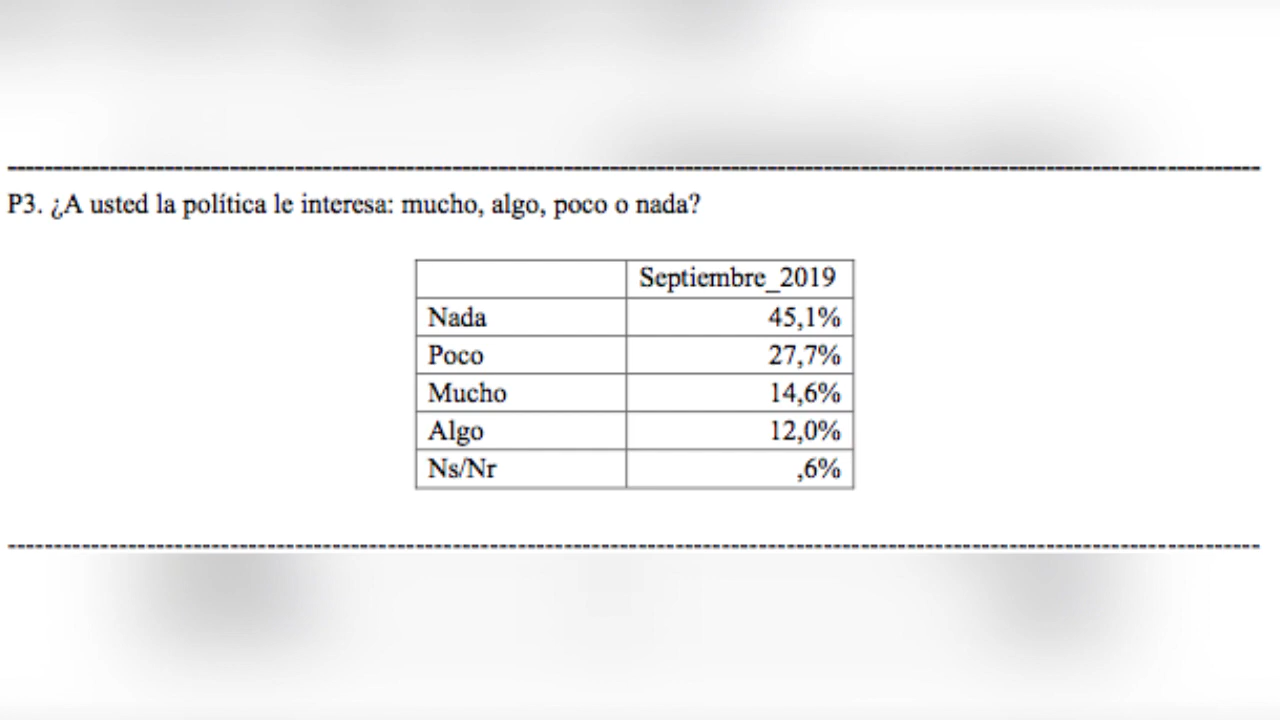 P3. ¿A usted la política le interesa: mucho, algo, poco o nada?
Septiembre_2019
Nada 45,1%
Poco 27,7%
Mucho 14,6%
Algo 12,0%
Ns/Nr ,6%